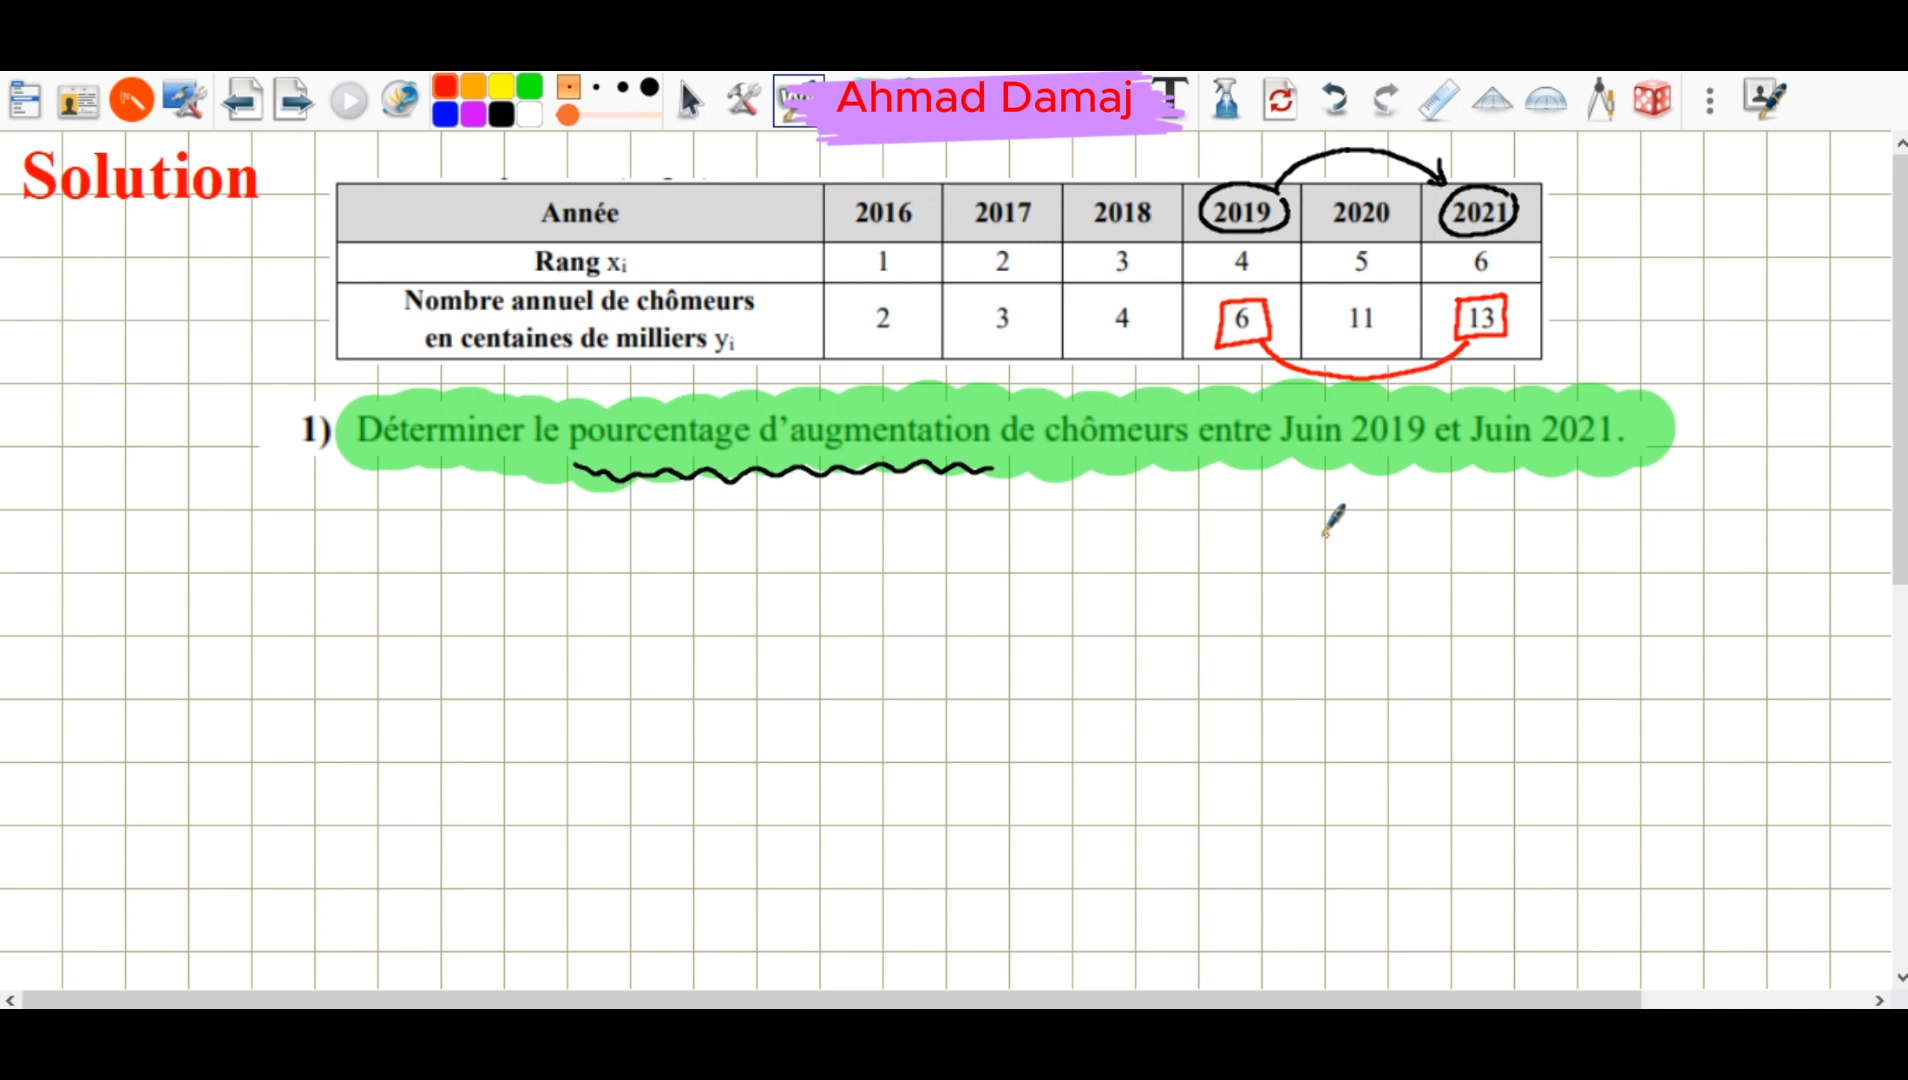 Ahmad Damaj
Solution
Année 2016 2017 2018 2019 2020 2021
Rang xi 1 2 3 4 5 6
Nombre annuel de chômeurs
en centaines de milliers yi 2 3 4 6 11 13
1) Déterminer le pourcentage d’augmentation de chômeurs entre Juin 2019 et Juin 2021.